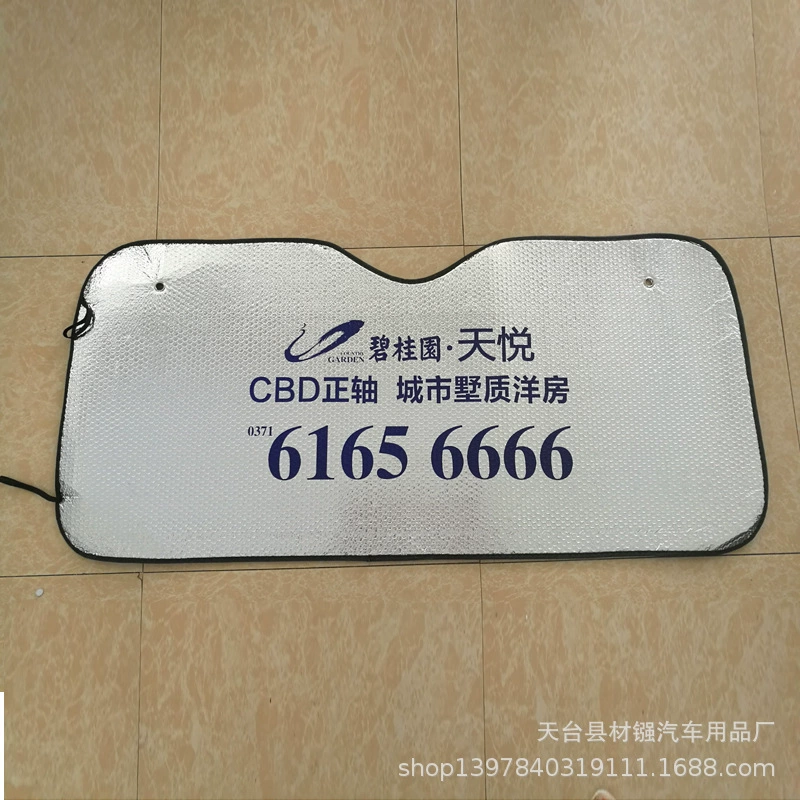 COUNTRY
GARDEN
碧桂園·天悦
CBD正轴 城市墅质洋房
0371
6165 6666
天台县材镪汽车用品厂
shop1397840319111.1688.com